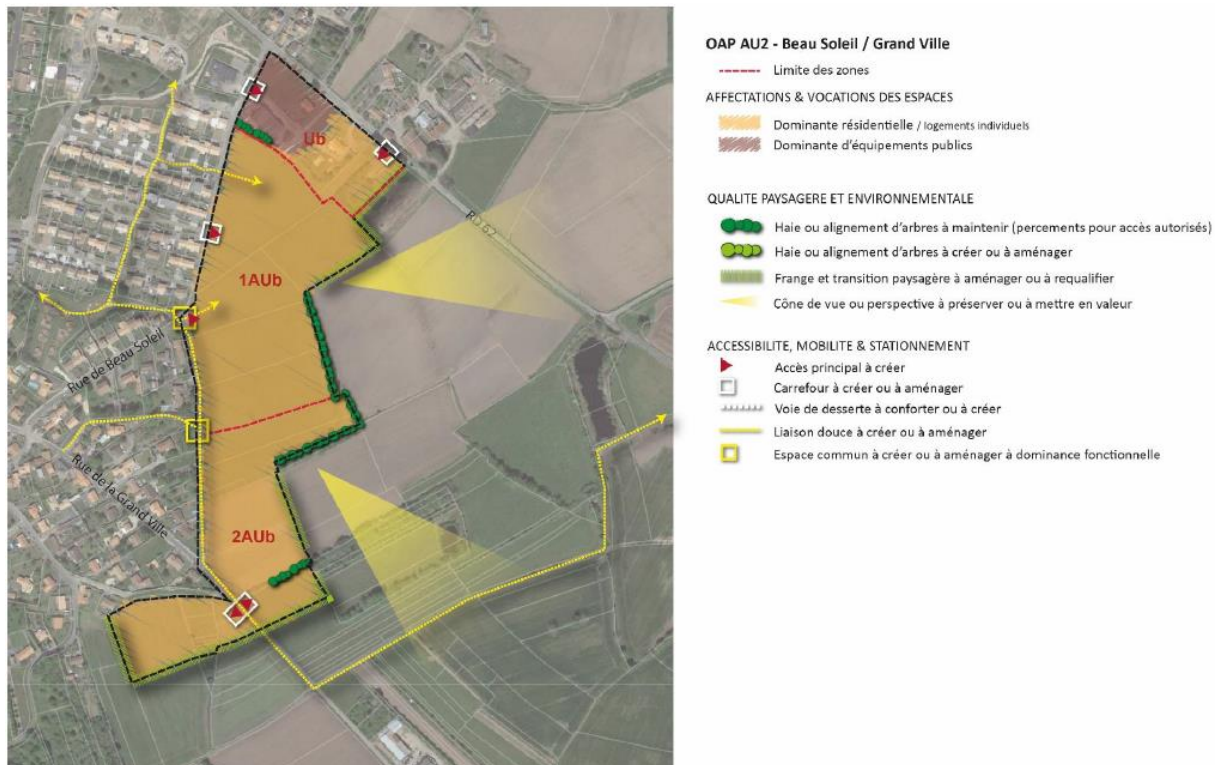 OAP AU2 - Beau Soleil / Grand Ville
Limite des zones
AFFECTATIONS & VOCATIONS DES ESPACES
Dominante résidentielle / logements individuels
Dominante d'équipements publics
QUALITE PAYSAGERE ET ENVIRONNEMENTALE
Haie ou alignement d'arbres à maintenir (percements pour accès autorisés)
Haie ou alignement d'arbres à créer ou à aménager
Frange et transition paysagère à aménager ou à requalifier
Cône de vue ou perspective à préserver ou à mettre en valeur
ACCESSIBILITE, MOBILITE & STATIONNEMENT
Accès principal à créer
Carrefour à créer ou à aménager
Voie de desserte à conforter ou à créer
Liaison douce à créer ou à aménager
Espace commun à créer ou à aménager à dominance fonctionnelle
Ub
1AUb
Rue de Beau Soleil
Rue de la Grand Ville
2AUb